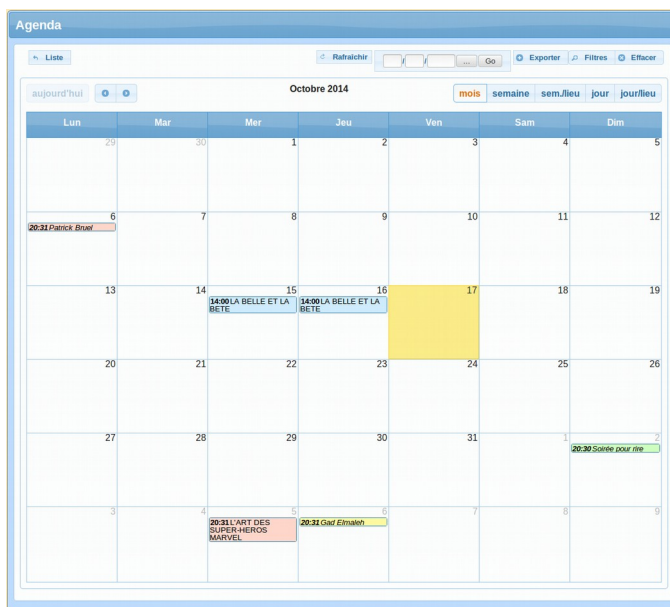 Agenda
Liste
Rafraîchir / / ... Go Exporter Filtres Effacer
aujourd'hui Octobre 2014 mois semaine sem./lieu jour jour/lieu
Lun Mar Mer Jeu Ven Sam Dim
29 30 1 2 3 4 5
6 7 8 9 10 11 12
20:31 Patrick Bruel
13 14 15 16 17 18 19
14:00 LA BELLE ET LA
BETE
14:00 LA BELLE ET LA
BETE
20 21 22 23 24 25 26
27 28 29 30 31 1 2
20:30 Soirée pour rire
3 4 5 6 7 8 9
20:31 L'ART DES
SUPER-HEROS
MARVEL
20:31 Gad Elmaleh